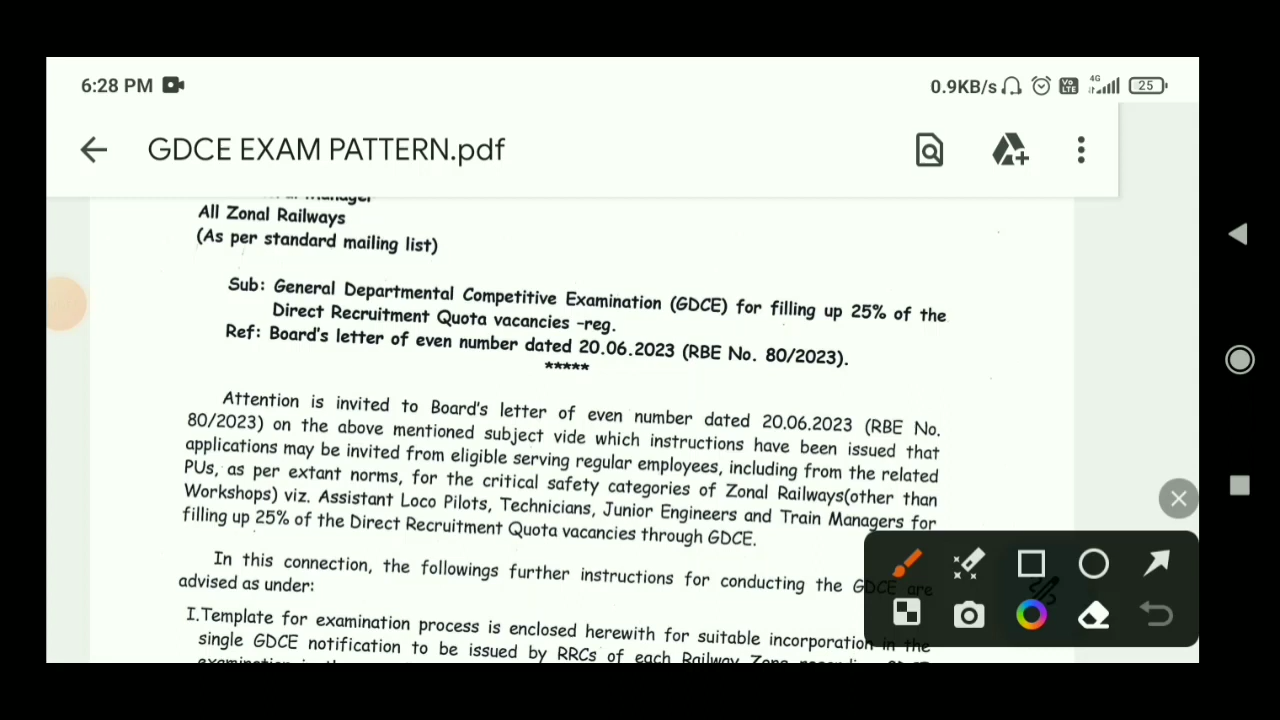 6:28 PM
0.9KB/s
Vo
LTE
4G
25
GDCE EXAM PATTERN.pdf
All Zonal Railways
(As per standard mailing list)
Sub: General Departmental Competitive Examination (GDCE) for filling up 25% of the
Direct Recruitment Quota vacancies -reg.
Ref: Board's letter of even number dated 20.06.2023 (RBE No. 80/2023).
*****
Attention is invited to Board's letter of even number dated 20.06.2023 (RBE No.
80/2023) on the above mentioned subject vide which instructions have been issued that
applications may be invited from eligible serving regular employees, including from the related
PUs, as per extant norms, for the critical safety categories of Zonal Railways(other than
Workshops) viz. Assistant Loco Pilots, Technicians, Junior Engineers and Train Managers for
filling up 25% of the Direct Recruitment Quota vacancies through GDCE.
In this connection, the followings further instructions for conducting the GDCE are
advised as under:
I.Template for examination process is enclosed herewith for suitable incorporation in the
single GDCE notification to be issued by RRCs of each Railway Zone